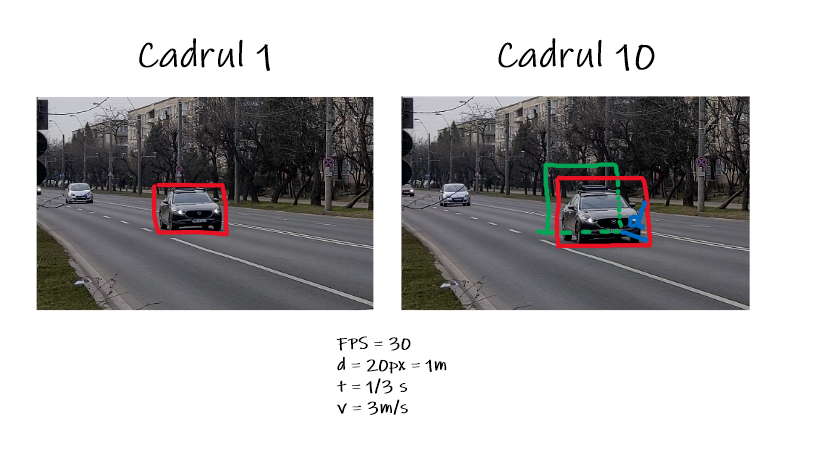 Cadrul 1
Cadrul 10
d
FPS = 30
d = 20px = 1m
t = 1/3 s
v = 3m/s